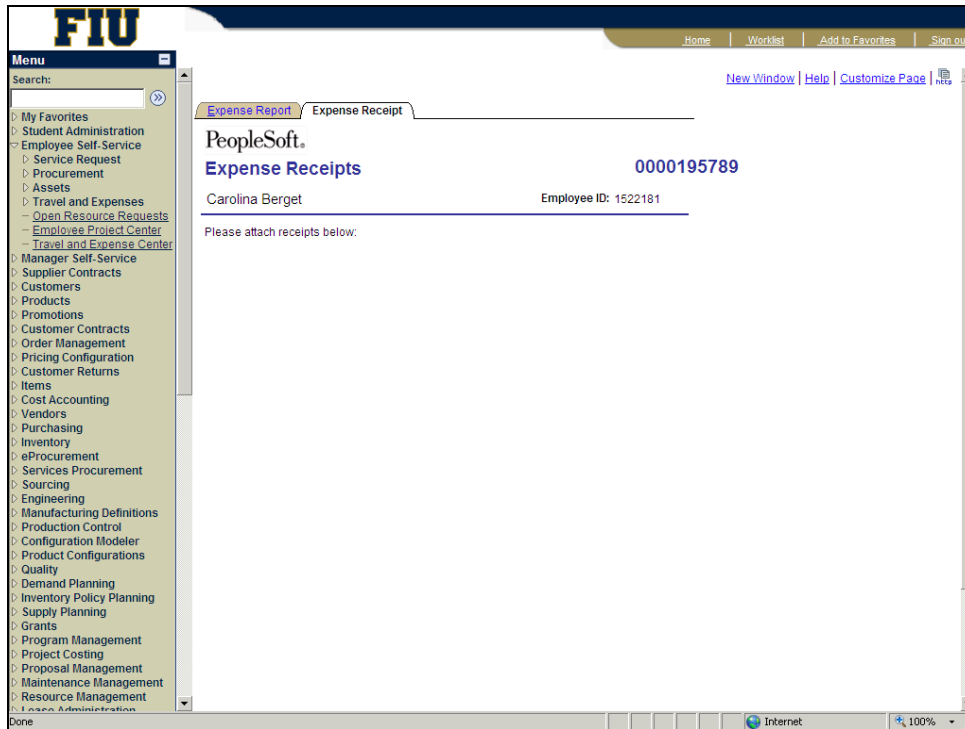 FIU
Home | Worklist | Add to Favorites | Sign ou
Menu
Search:
New Window | Help | Customize Page | http
My Favorites
Student Administration
Employee Self-Service
Service Request
Procurement
Assets
Travel and Expenses
Open Resource Requests
Employee Project Center
Travel and Expense Center
Manager Self-Service
Supplier Contracts
Customers
Products
Promotions
Customer Contracts
Order Management
Pricing Configuration
Customer Returns
Items
Cost Accounting
Vendors
Purchasing
Inventory
eProcurement
Services Procurement
Sourcing
Engineering
Manufacturing Definitions
Production Control
Configuration Modeler
Product Configurations
Quality
Demand Planning
Inventory Policy Planning
Supply Planning
Grants
Program Management
Project Costing
Proposal Management
Maintenance Management
Resource Management
Lease Administration
Expense Report Expense Receipt
PeopleSoft.
Expense Receipts 0000195789
Carolina Berget Employee ID: 1522181
Please attach receipts below:
Done Internet 100%